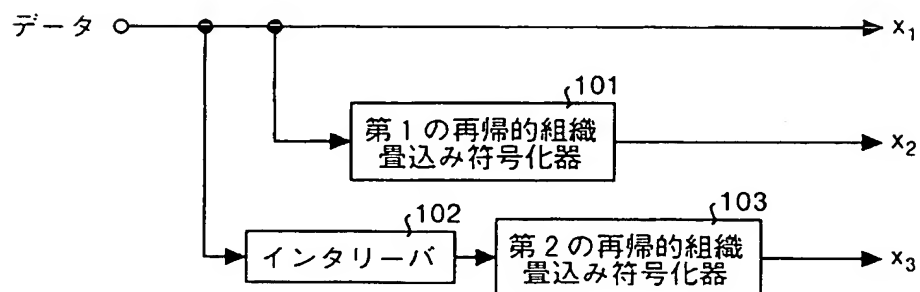 データ
x₁
101
第1の再帰的組織
畳込み符号化器
x₂
102
インタリーバ
103
第2の再帰的組織
畳込み符号化器
x₃